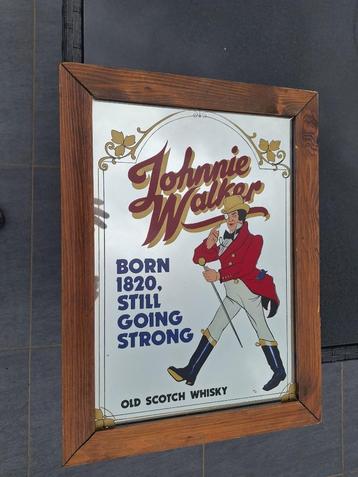 Johnnie
Walker
BORN
1820,
STILL
GOING
STRONG
OLD SCOTCH WHISKY